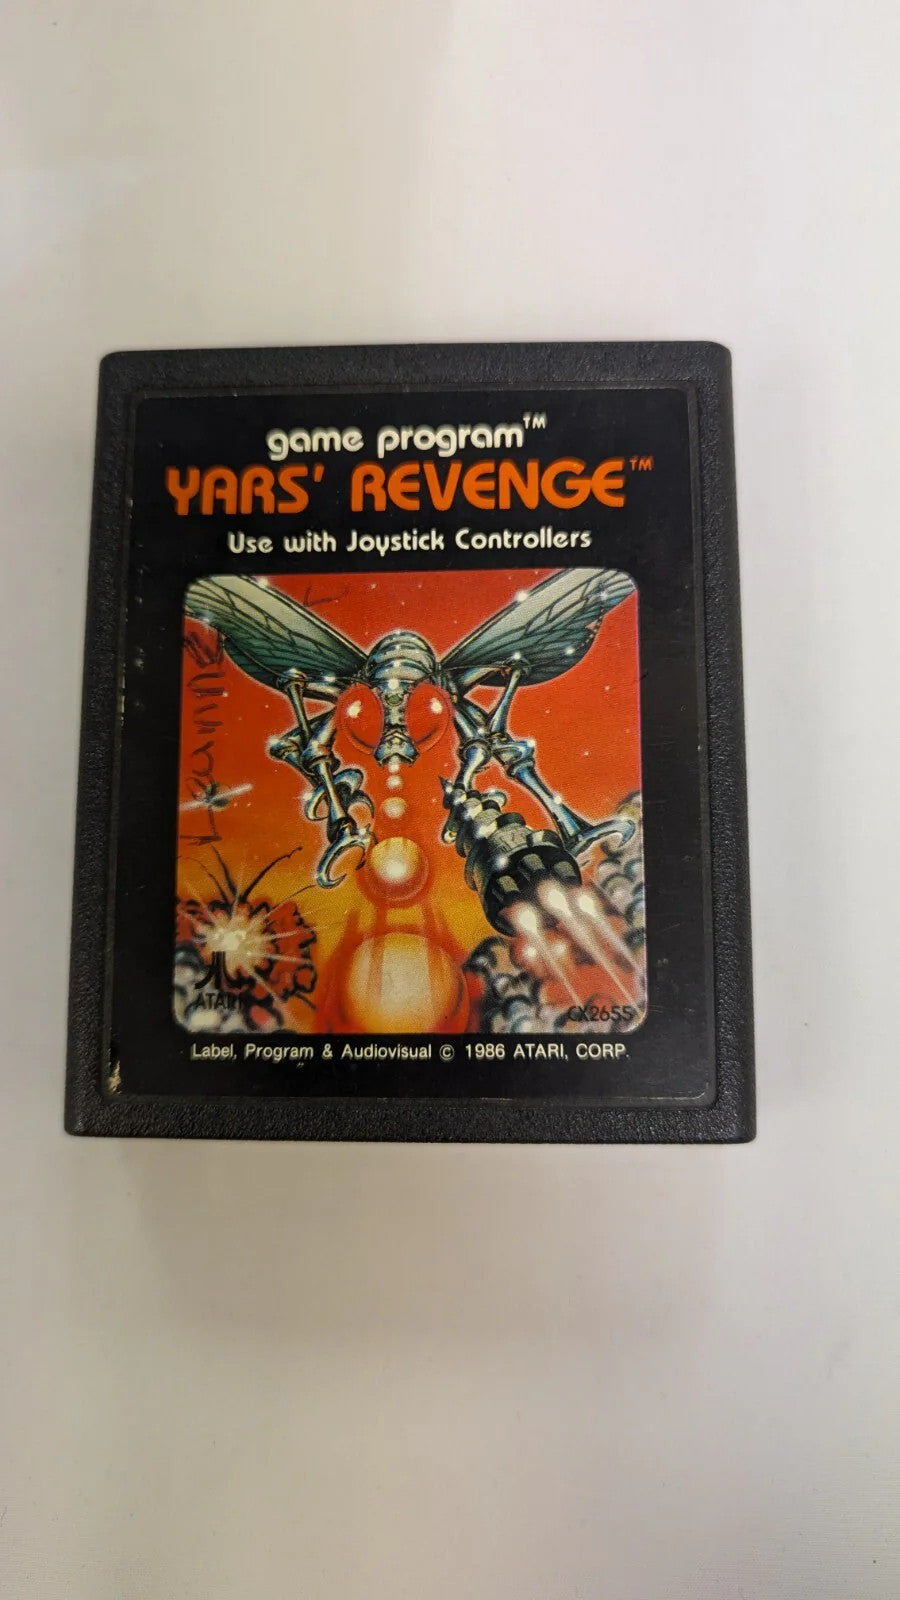 game program™
YARS' REVENGE™
Use with Joystick Controllers
ATARI
CX2655
Label, Program & Audiovisual © 1986 ATARI, CORP.